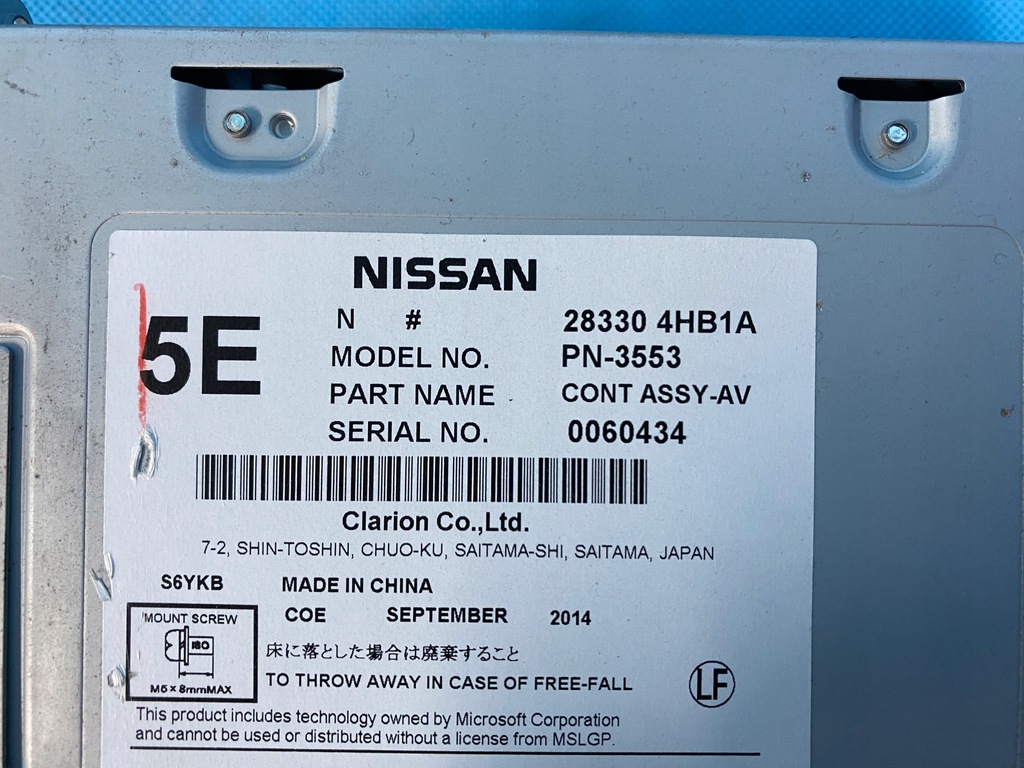 NISSAN
5E
N # 28330 4HB1A
MODEL NO. PN-3553
PART NAME CONT ASSY-AV
SERIAL NO. 0060434
Clarion Co.,Ltd.
7-2, SHIN-TOSHIN, CHUO-KU, SAITAMA-SHI, SAITAMA, JAPAN
S6YKB MADE IN CHINA
COE SEPTEMBER 2014
MOUNT SCREW
ISO
M5×8mmMAX
床に落とした場合は廃棄すること
TO THROW AWAY IN CASE OF FREE-FALL
LF
This product includes technology owned by Microsoft Corporation
and cannot be used or distributed without a license from MSLGP.